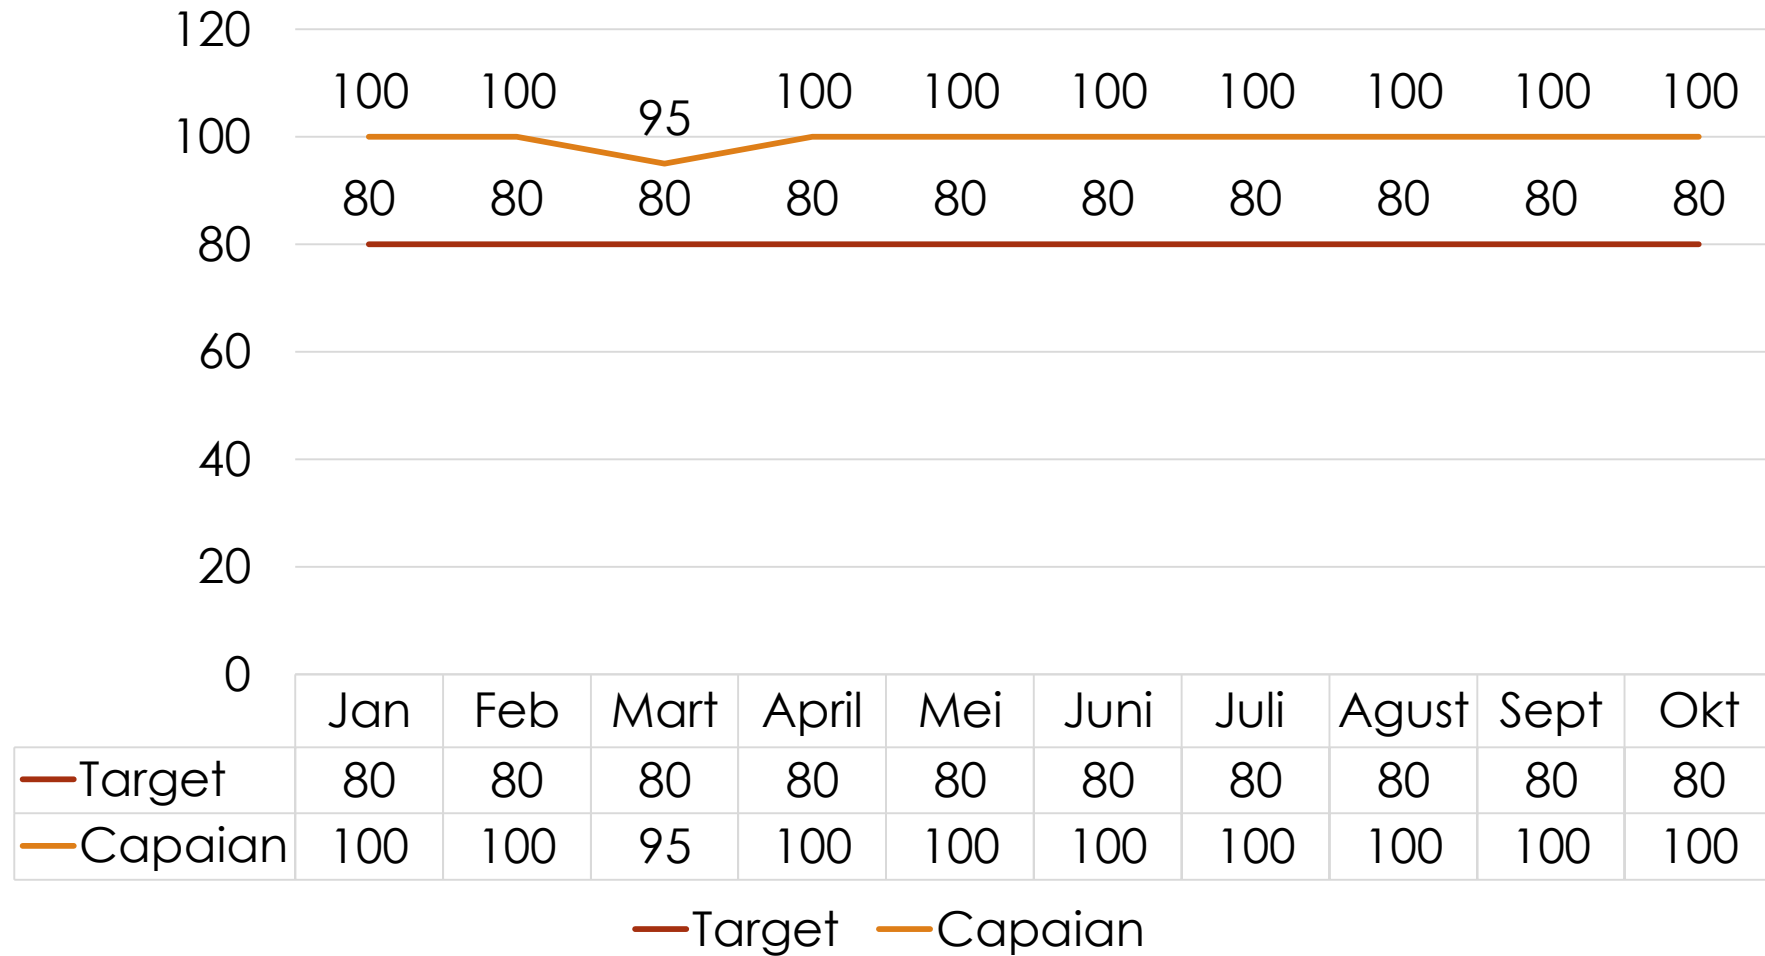 120
100 100 95 100 100 100 100 100 100 100
100
80 80 80 80 80 80 80 80 80 80
80
60
40
20
0
Jan Feb Mart April Mei Juni Juli Agust Sept Okt
Target 80 80 80 80 80 80 80 80 80 80
Capaian 100 100 95 100 100 100 100 100 100 100
Target Capaian